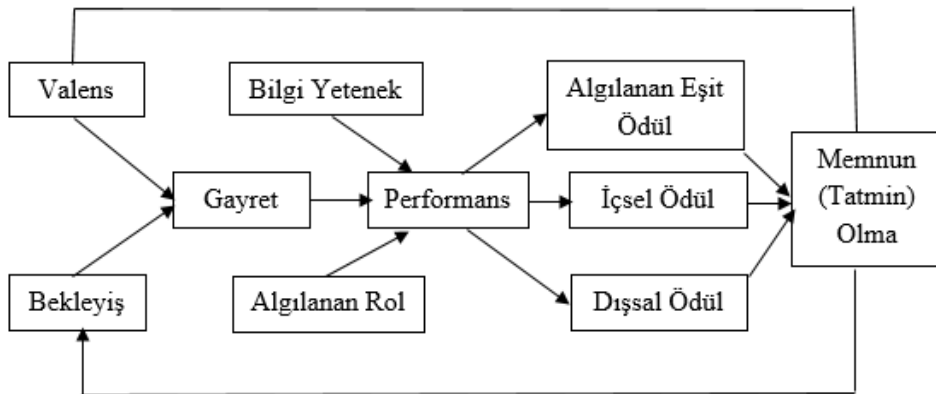 Valens
Bilgi Yetenek
Algılanan Eşit
Ödül
Memnun
(Tatmin)
Olma
Gayret
Performans
İçsel Ödül
Bekleyiş
Algılanan Rol
Dışsal Ödül